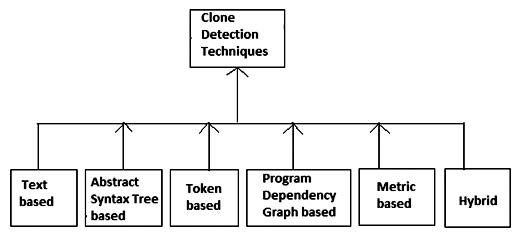 Clone
Detection
Techniques
Text
based
Abstract
Syntax Tree
based
Token
based
Program
Dependency
Graph based
Metric
based
Hybrid